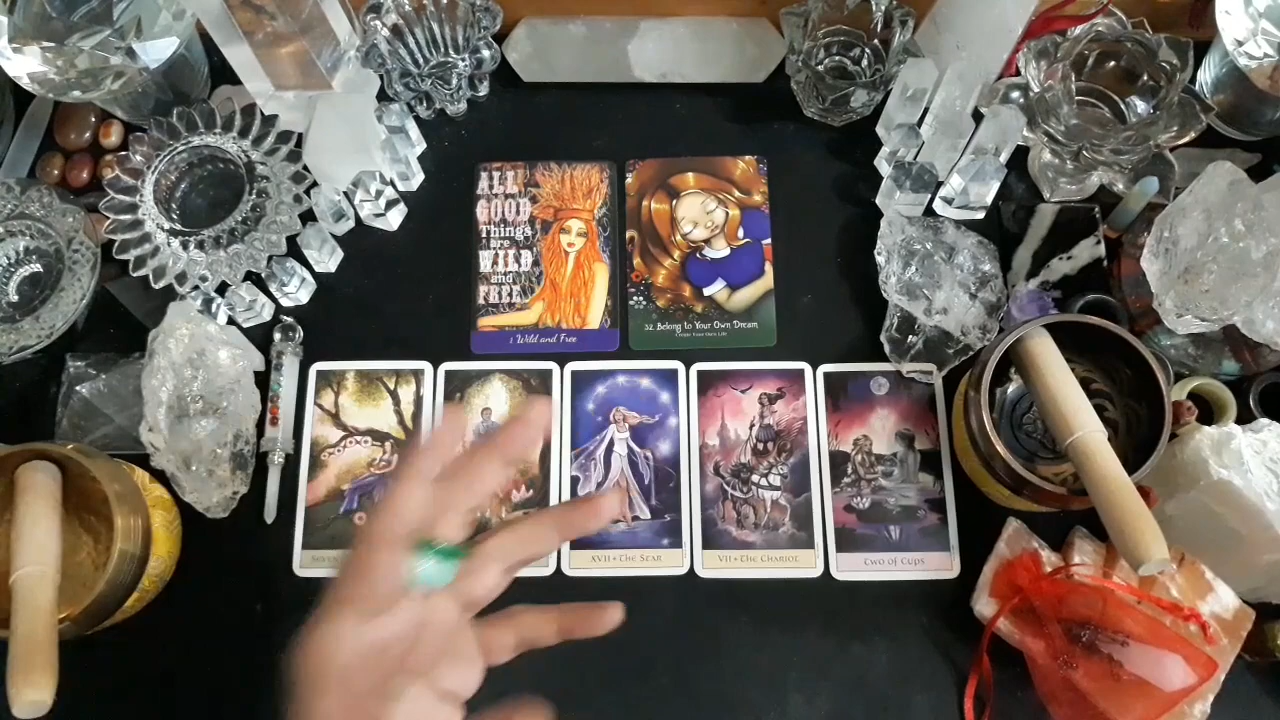 ALL
GOOD
Things
are
WILD
and
FREE
1 Wild and Free
32. Belong to Your Own Dream
Create Your Own Life
XVII • The Star
VII • The Chariot
Two of Cups